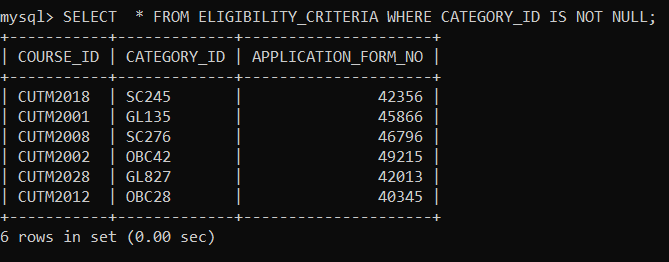 mysql> SELECT  * FROM ELIGIBILITY_CRITERIA WHERE CATEGORY_ID IS NOT NULL;
+-----------+-------------+---------------------+
| COURSE_ID | CATEGORY_ID | APPLICATION_FORM_NO |
+-----------+-------------+---------------------+
| CUTM2018  | SC245       |               42356 |
| CUTM2001  | GL135       |               45866 |
| CUTM2008  | SC276       |               46796 |
| CUTM2002  | OBC42       |               49215 |
| CUTM2028  | GL827       |               42013 |
| CUTM2012  | OBC28       |               40345 |
+-----------+-------------+---------------------+
6 rows in set (0.00 sec)